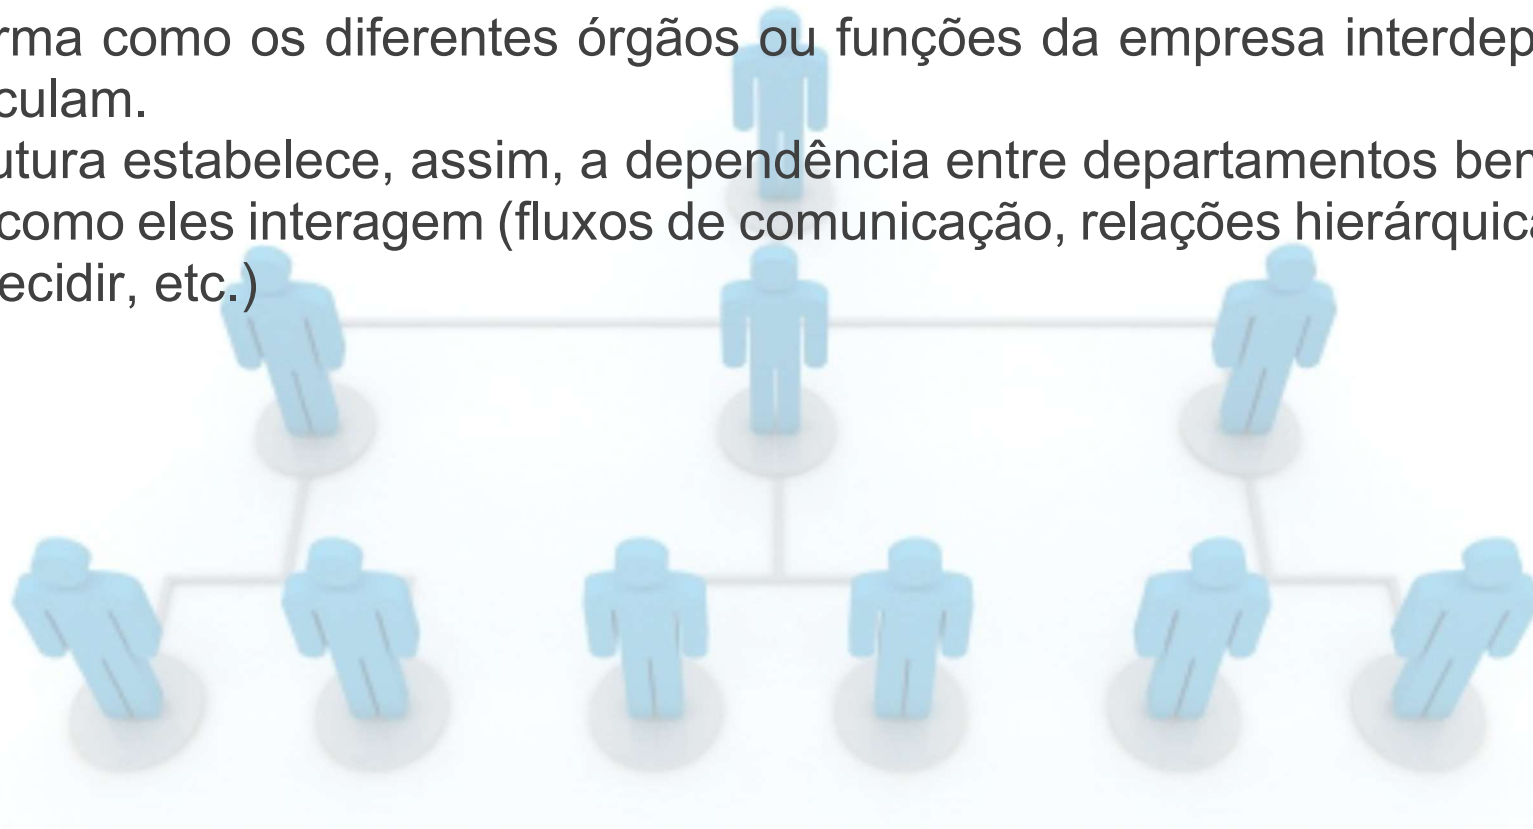 rma como os diferentes órgãos ou funções da empresa interdep
culam.
utura estabelece, assim, a dependência entre departamentos ben
como eles interagem (fluxos de comunicação, relações hierárquica
ecidir, etc.)